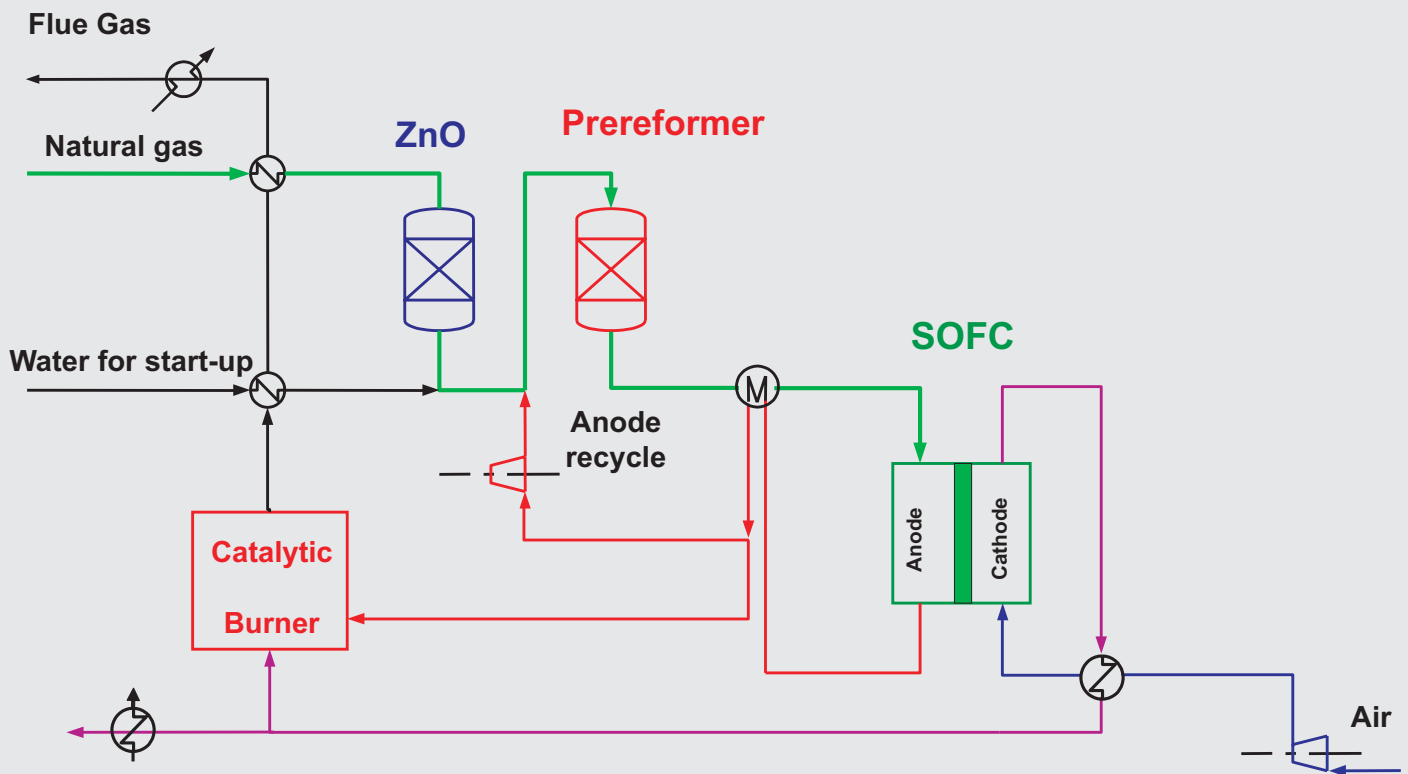 Flue Gas
Natural gas
ZnO
Prereformer
Water for start-up
SOFC
Anode
recycle
Anode
Cathode
Catalytic
Burner
Air